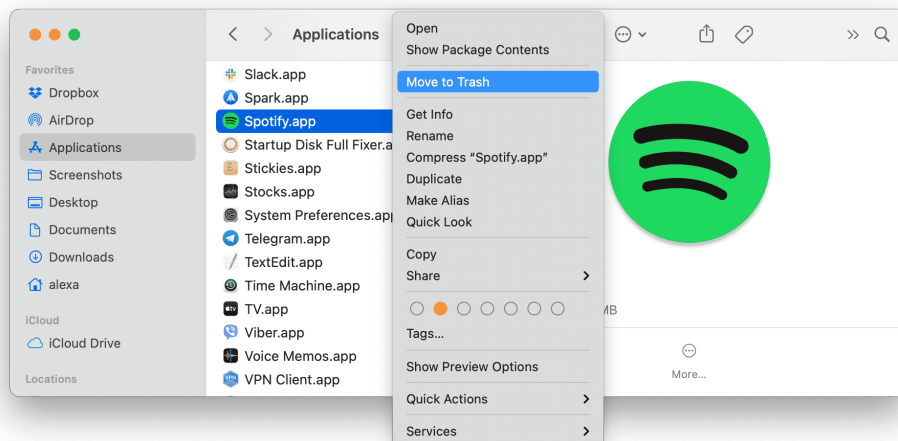 Applications
Favorites
Dropbox
AirDrop
Applications
Screenshots
Desktop
Documents
Downloads
alexa
iCloud
iCloud Drive
Locations
Slack.app
Spark.app
Spotify.app
Startup Disk Full Fixer.a
Stickies.app
Stocks.app
System Preferences.app
Telegram.app
TextEdit.app
Time Machine.app
TV.app
Viber.app
Voice Memos.app
VPN Client.app
Open
Show Package Contents
Move to Trash
Get Info
Rename
Compress “Spotify.app”
Duplicate
Make Alias
Quick Look
Copy
Share
Tags...
Show Preview Options
Quick Actions
Services
MB
More...